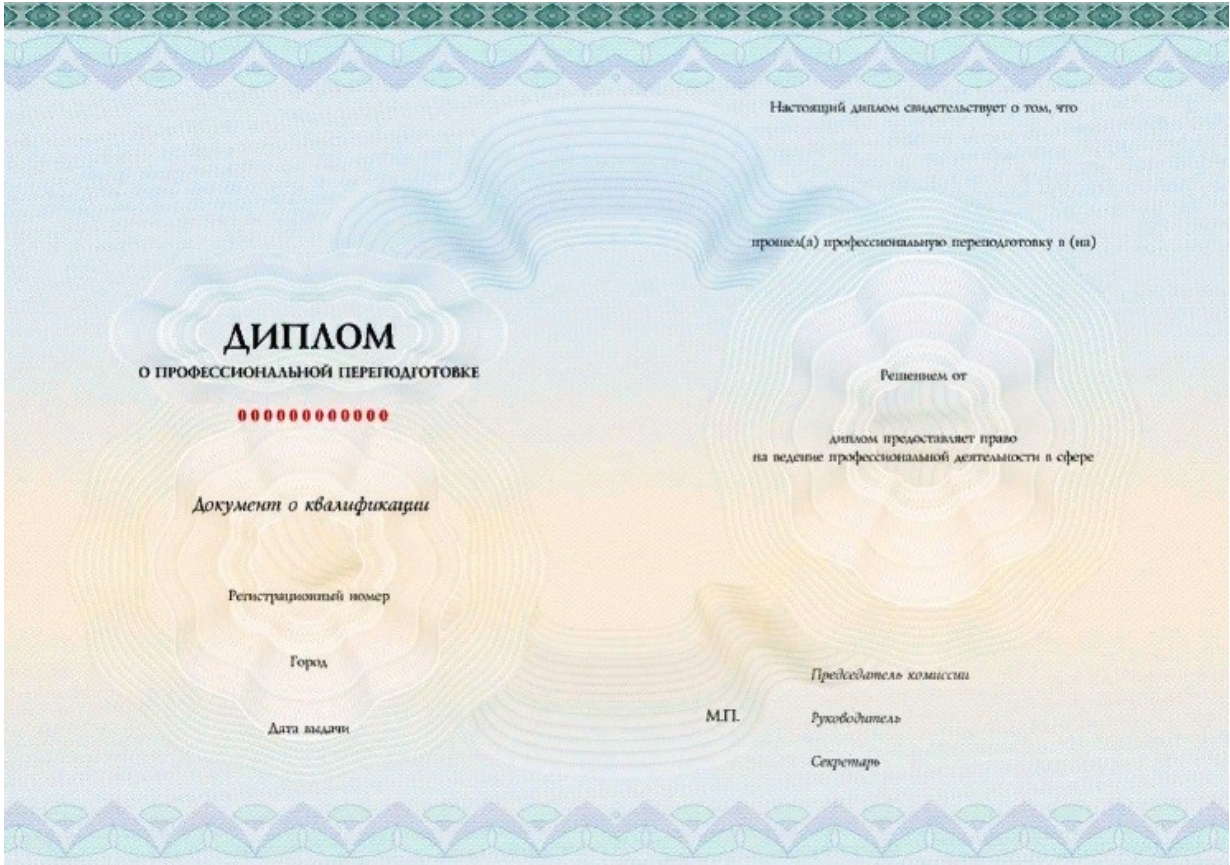 ДИПЛОМ
О ПРОФЕССИОНАЛЬНОЙ ПЕРЕПОДГОТОВКЕ
000000000000
Документ о квалификации
Регистрационный номер
Город
Дата выдачи
Настоящий диплом свидетельствует о том, что
прошел(а) профессиональную переподготовку в (на)
Решением от
диплом предоставляет право
на ведение профессиональной деятельности в сфере
М.П.
Председатель комиссии
Руководитель
Секретарь